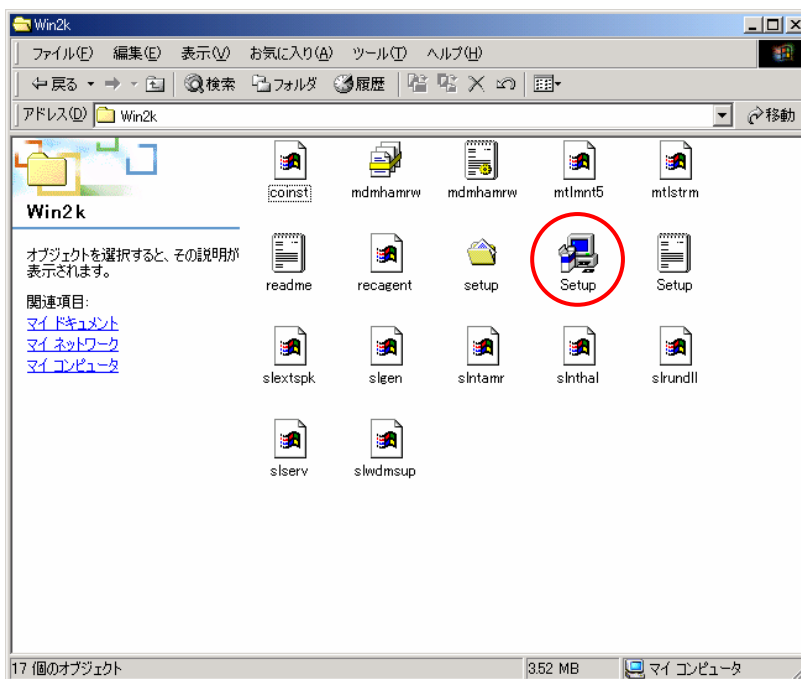 Win2k
ファイル(F) 編集(E) 表示(V) お気に入り(A) ツール(T) ヘルプ(H)
戻る 検索 フォルダ 履歴
アドレス(D) Win2k 移動
Win2k
オブジェクトを選択すると、その説明が
表示されます。
関連項目:
マイ ドキュメント
マイ ネットワーク
マイ コンピュータ
coinst mdmhamrw mdmhamrw mtlmnt5 mtlstrm
readme recagent setup Setup Setup
slextspk slgen slntamr slnthal slrundll
slserv slwdmsup
17 個のオブジェクト 3.52 MB マイ コンピュータ